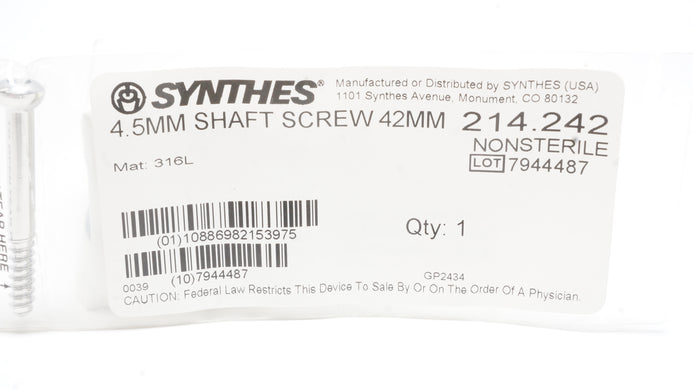 SYNTHES®
Manufactured or Distributed by SYNTHES (USA)
1101 Synthes Avenue, Monument, CO 80132
4.5MM SHAFT SCREW 42MM 214.242
NONSTERILE
LOT 7944487
Mat: 316L
Qty: 1
(01)10886982153975
(10)7944487
0039
GP2434
CAUTION: Federal Law Restricts This Device To Sale By Or On The Order Of A Physician.
TEAR HERE